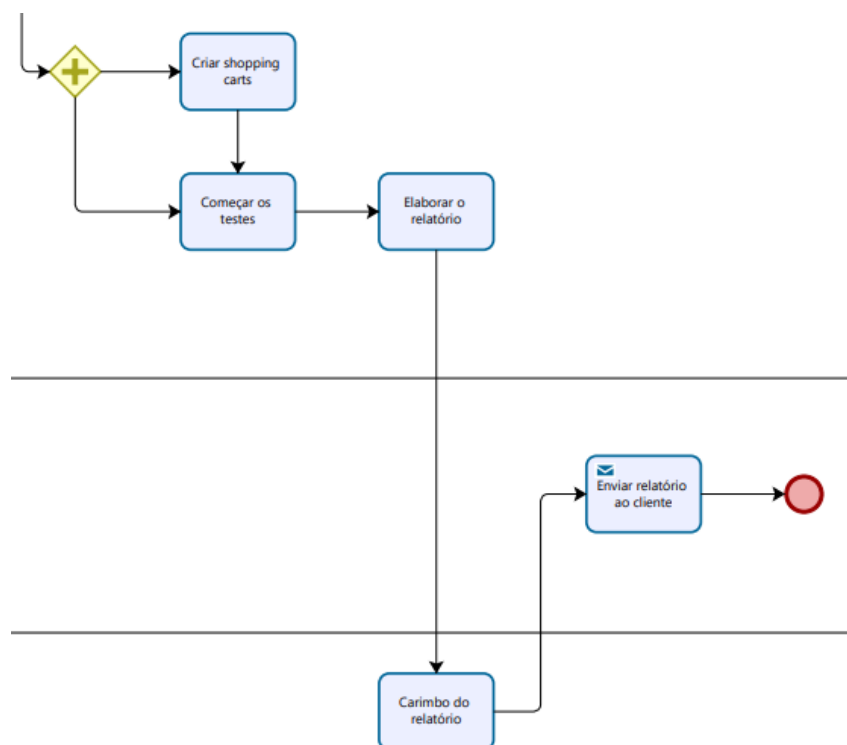 Criar shopping
carts
Começar os
testes
Elaborar o
relatório
Enviar relatório
ao cliente
Carimbo do
relatório